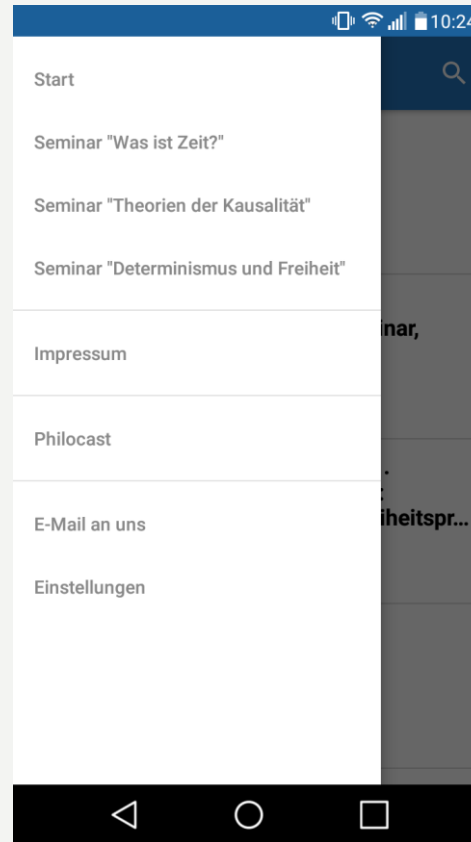 10:24
Start
Seminar "Was ist Zeit?"
Seminar "Theorien der Kausalität"
Seminar "Determinismus und Freiheit"
inar,
Impressum
Philocast
iheitspr...
E-Mail an uns
Einstellungen